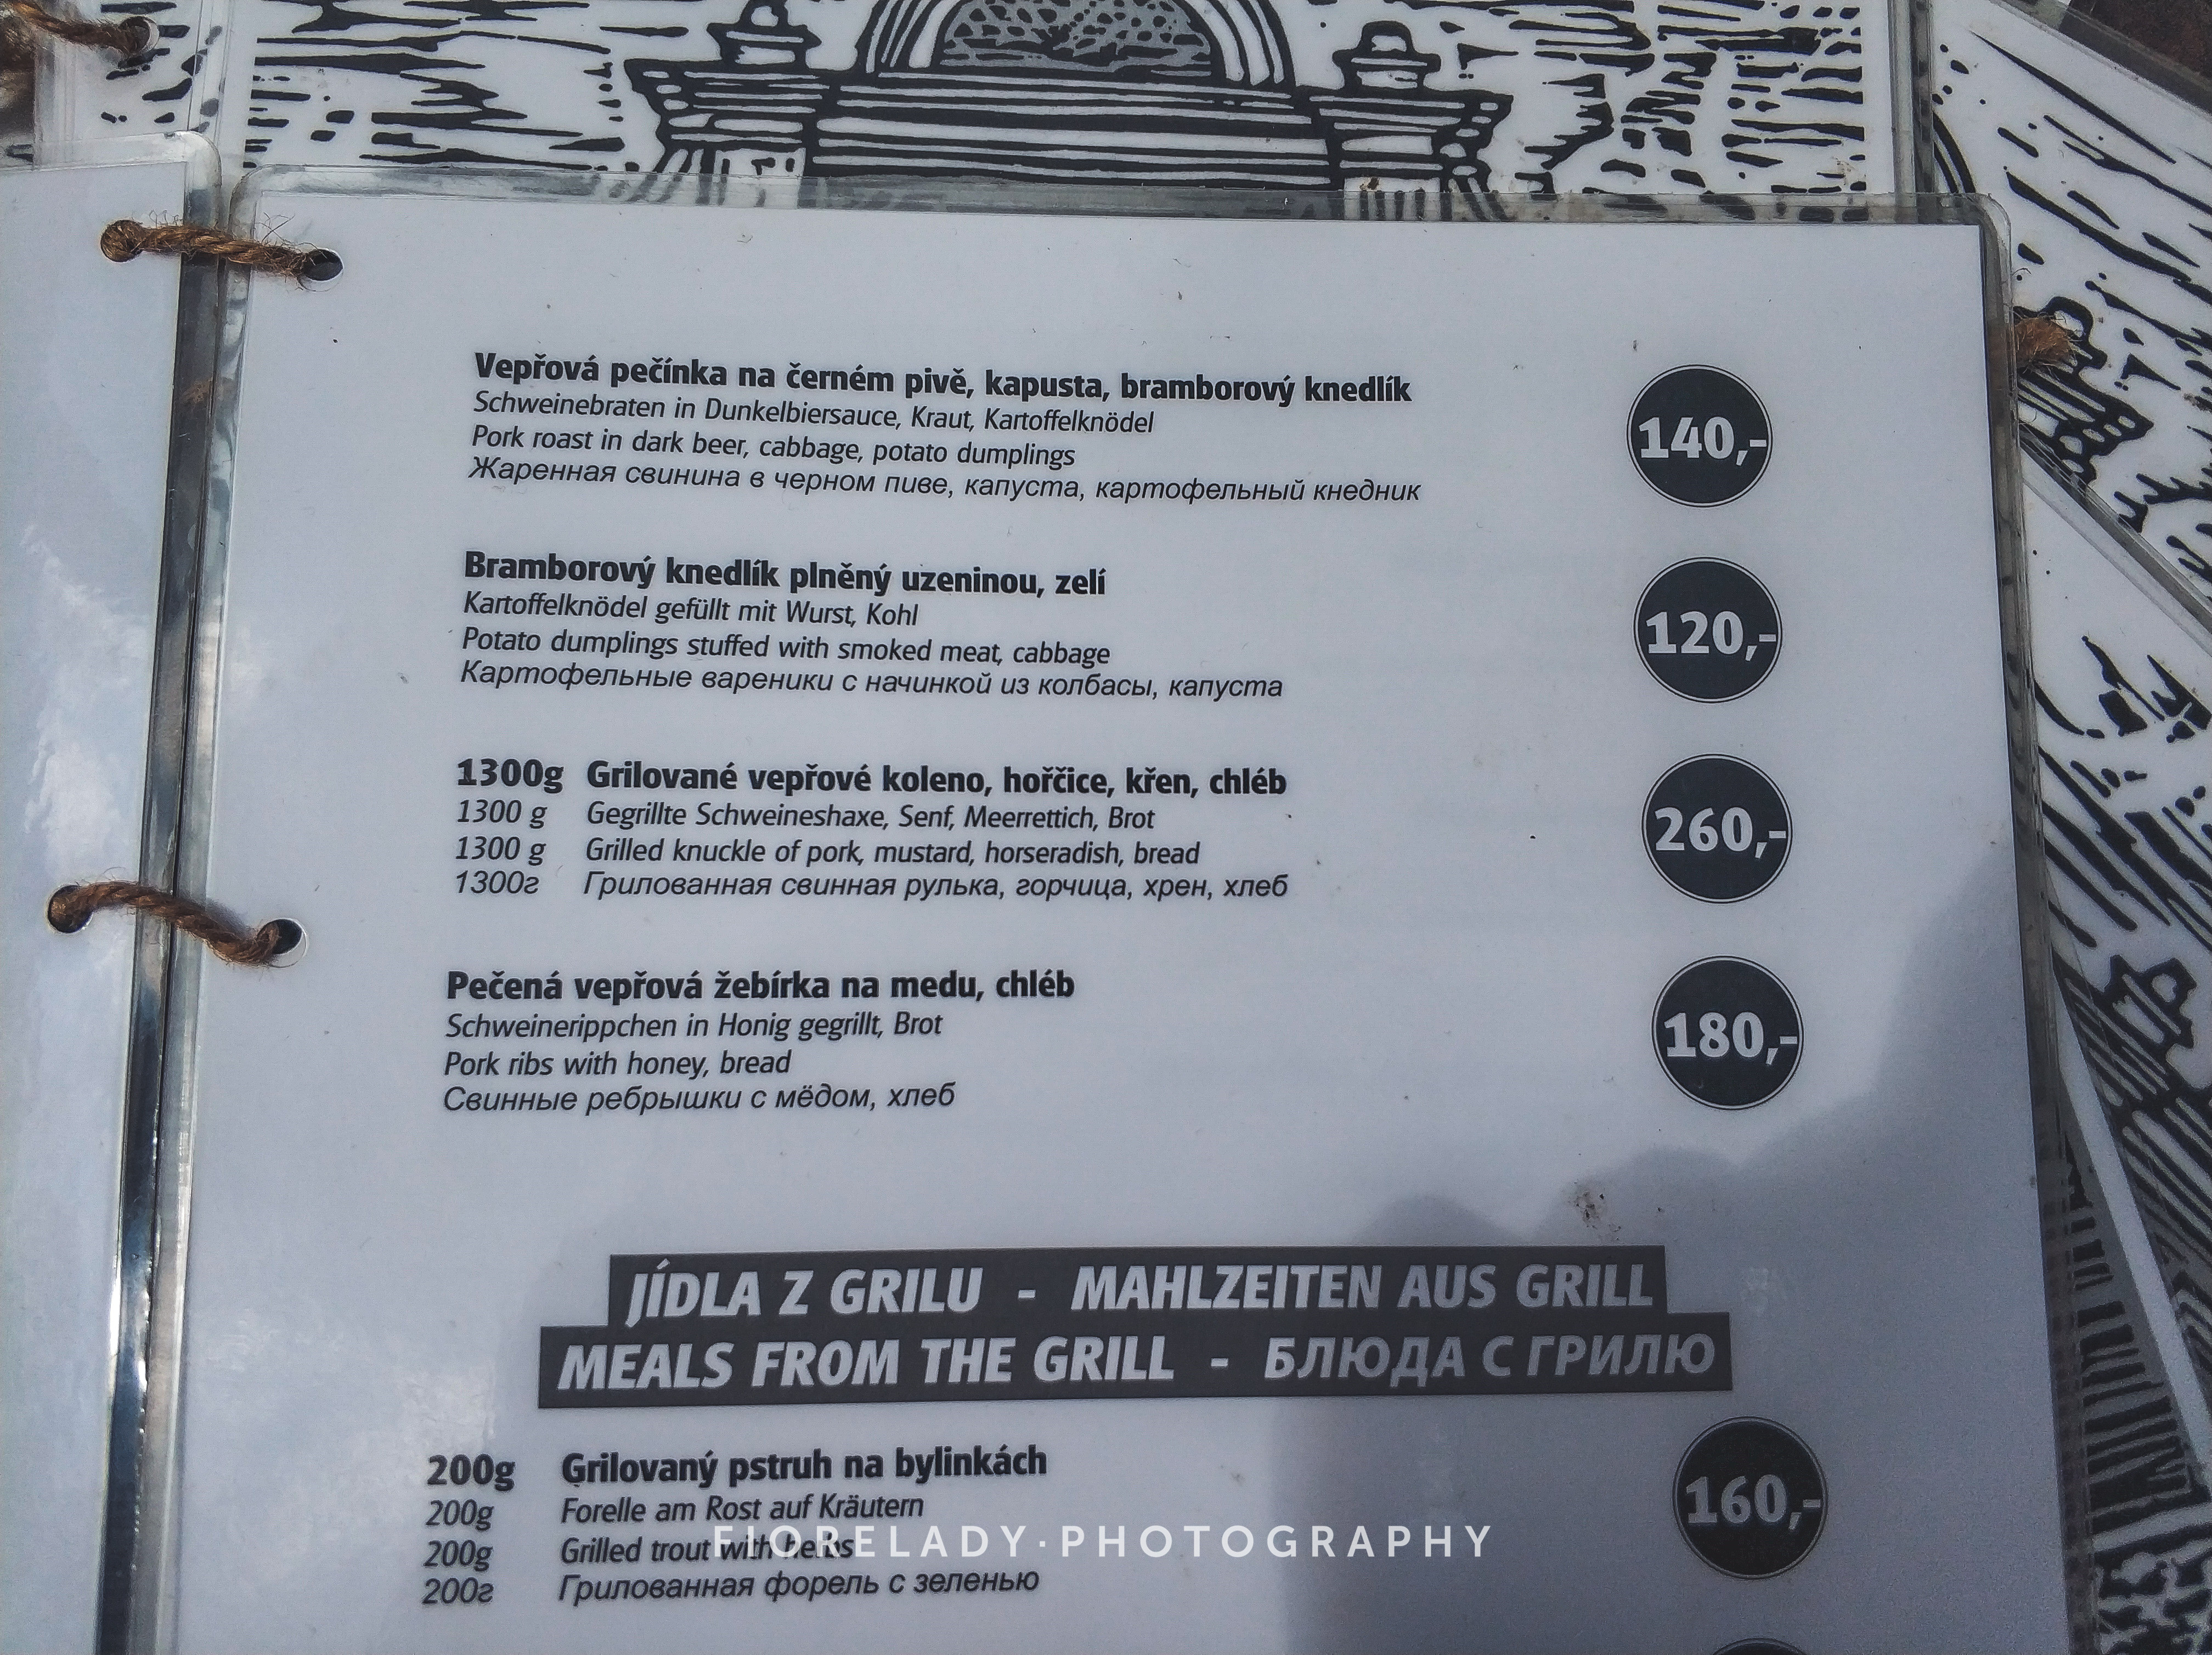 Vepřová pečínka na černém pivě, kapusta, bramborový knedlík
Schweinebraten in Dunkelbiersauce, Kraut, Kartoffelknödel
Pork roast in dark beer, cabbage, potato dumplings
Жаренная свинина в черном пиве, капуста, картофельный кнедник
140,-
Bramborový knedlík plněný uzeninou, zelí
Kartoffelknödel gefüllt mit Wurst, Kohl
Potato dumplings stuffed with smoked meat, cabbage
Картофельные вареники с начинкой из колбасы, капуста
120,-
1300g Grilované vepřové koleno, hořčice, křen, chléb
1300 g Gegrillte Schweineshaxe, Senf, Meerrettich, Brot
1300 g Grilled knuckle of pork, mustard, horseradish, bread
1300г Грилованная свинная рулька, горчица, хрен, хлеб
260,-
Pečená vepřová žebírka na medu, chléb
Schweinerippchen in Honig gegrillt, Brot
Pork ribs with honey, bread
Свинные ребрышки с мёдом, хлеб
180,-
JÍDLA Z GRILU - MAHLZEITEN AUS GRILL
MEALS FROM THE GRILL - БЛЮДА С ГРИЛЮ
200g Grilovaný pstruh na bylinkách
200g Forelle am Rost auf Kräutern
200g Grilled trout with herbs
200г Грилованная форель с зеленью
160,-
FIORELADY·PHOTOGRAPHY